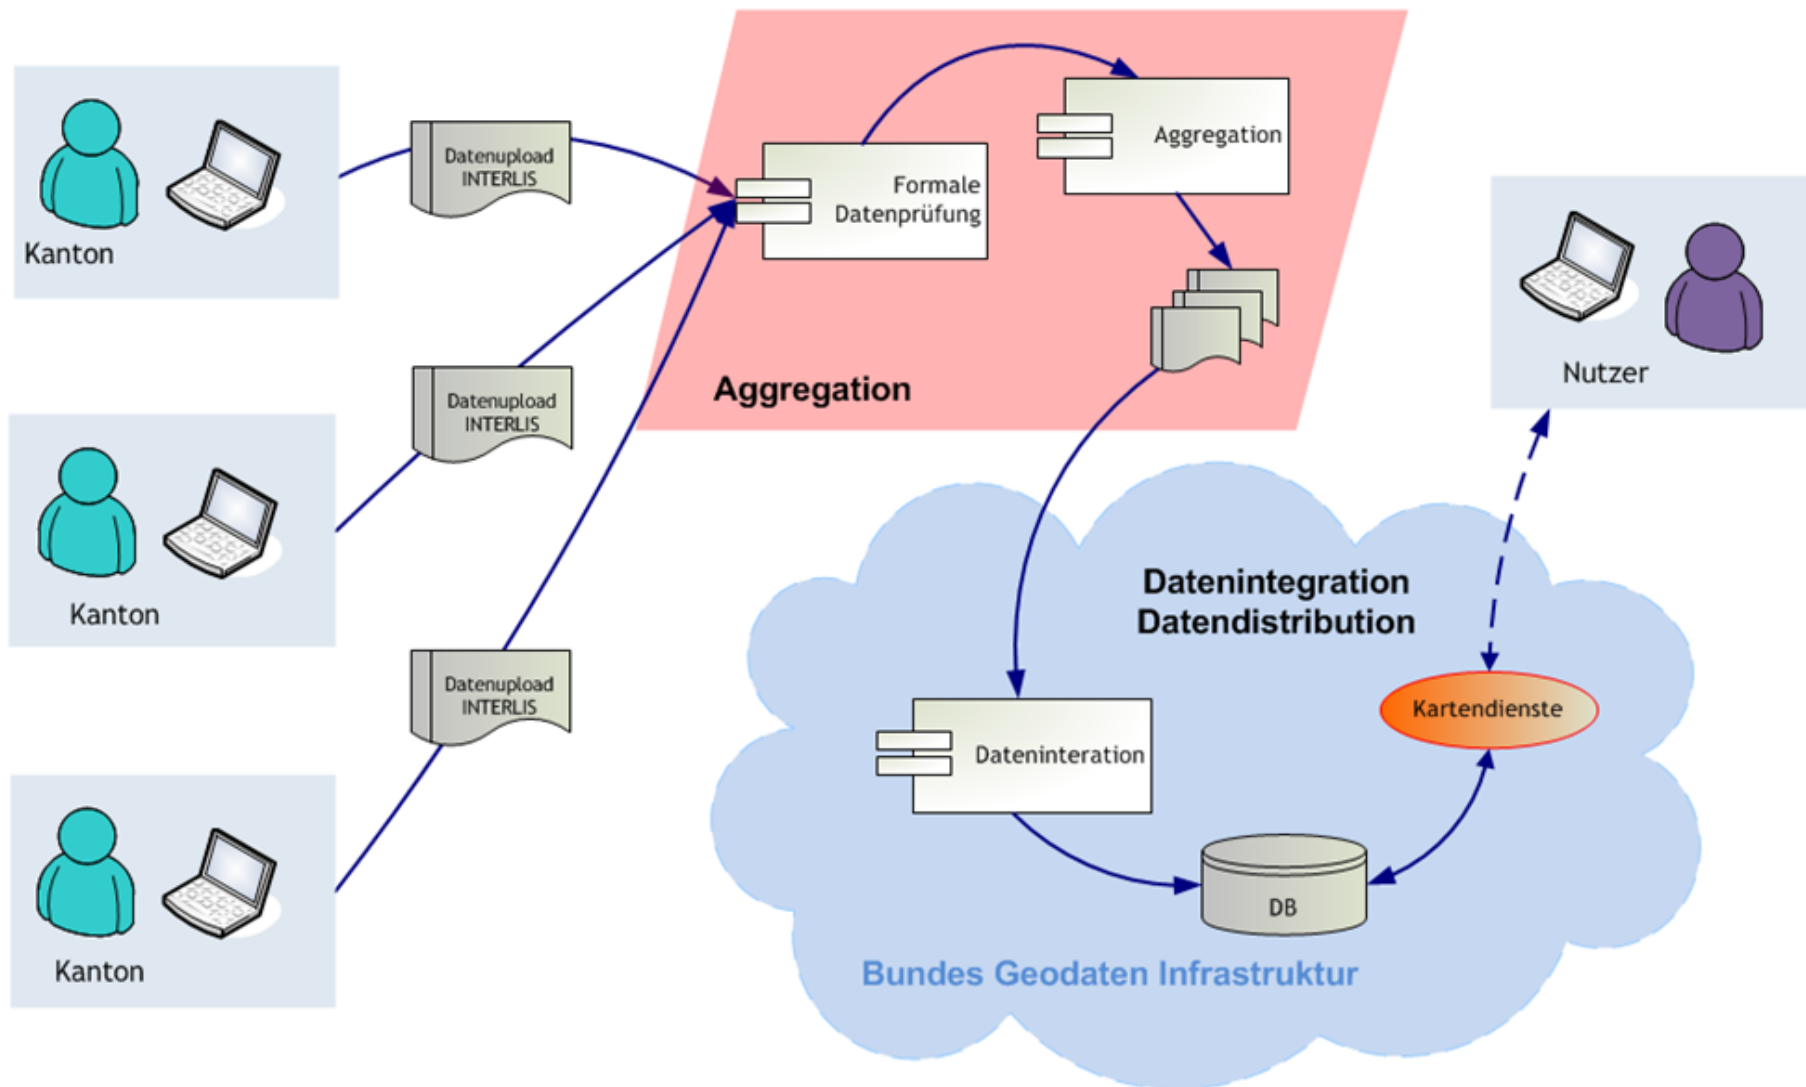 Kanton
Datenupload
INTERLIS
Formale
Datenprüfung
Aggregation
Aggregation
Nutzer
Kanton
Datenupload
INTERLIS
Kanton
Datenupload
INTERLIS
Datenintegration
Datendistribution
Kartendienste
Dateninteration
DB
Bundes Geodaten Infrastruktur